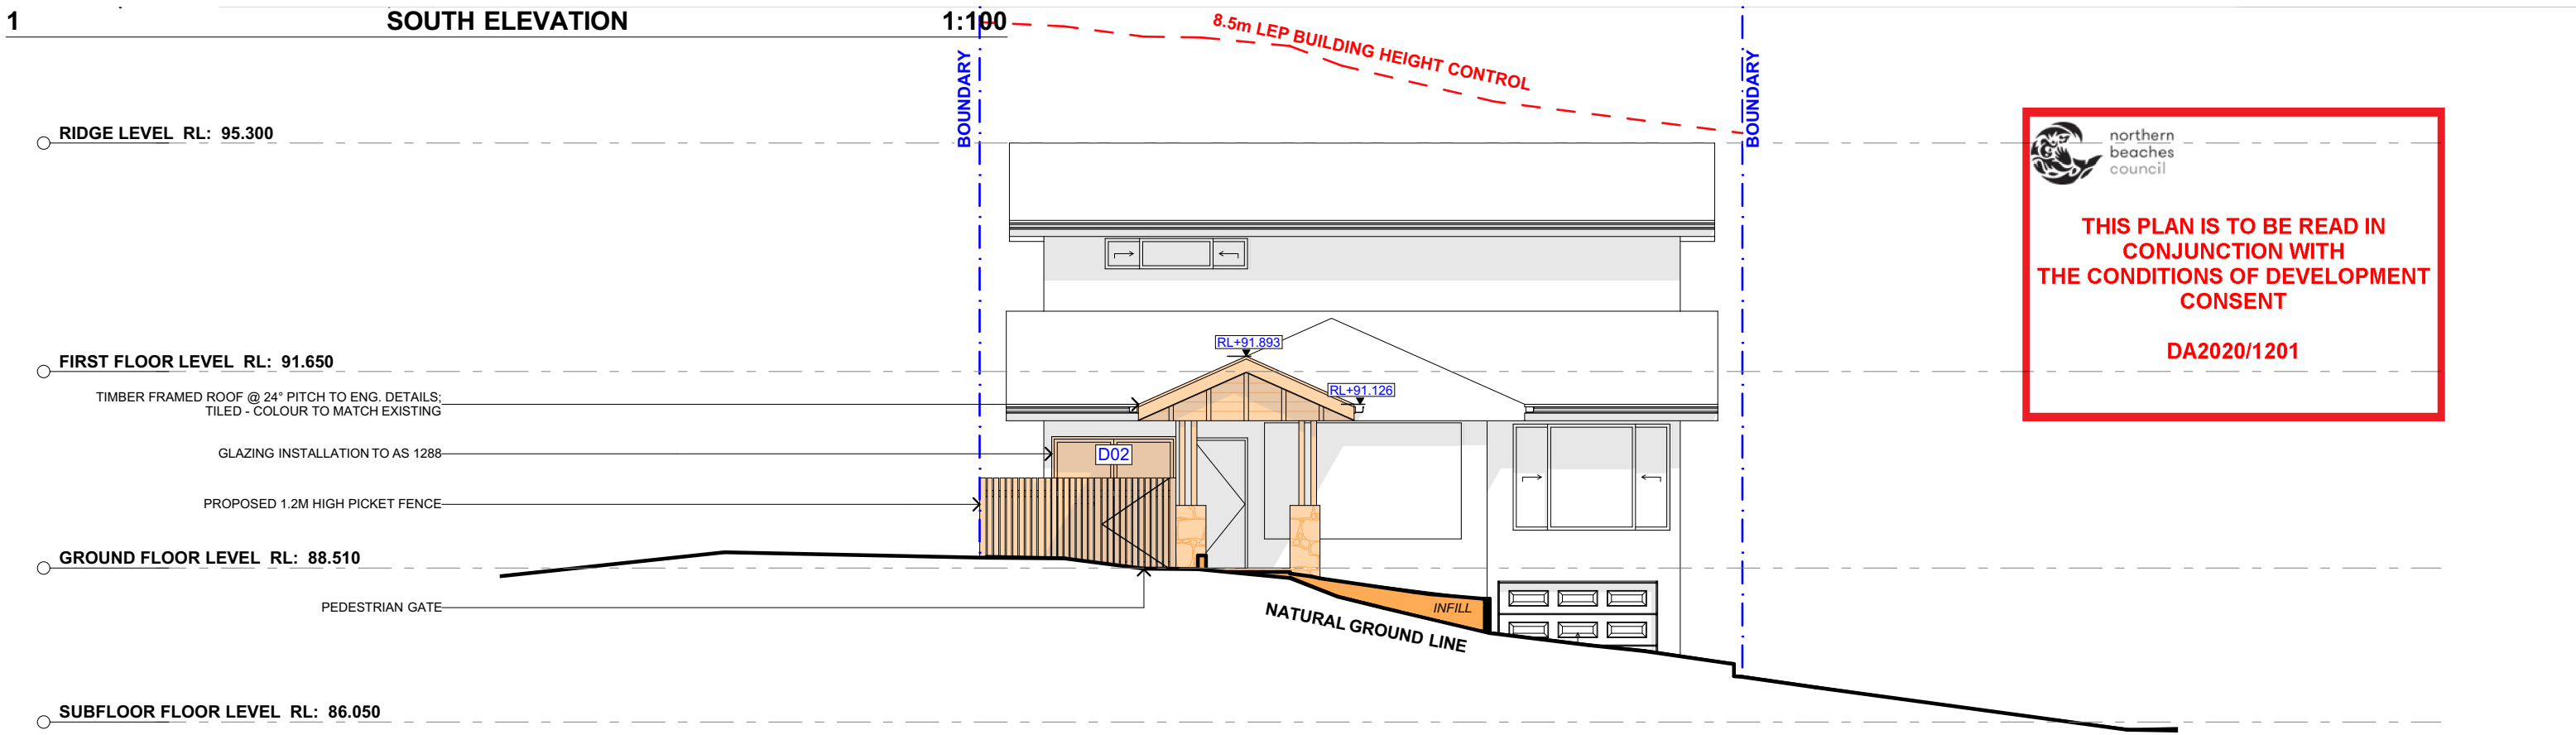 1 SOUTH ELEVATION 1:100
8.5m LEP BUILDING HEIGHT CONTROL
BOUNDARY
BOUNDARY
RIDGE LEVEL RL: 95.300
northern
beaches
council
THIS PLAN IS TO BE READ IN
CONJUNCTION WITH
THE CONDITIONS OF DEVELOPMENT
CONSENT
DA2020/1201
RL+91.893
FIRST FLOOR LEVEL RL: 91.650
RL+91.126
TIMBER FRAMED ROOF @ 24° PITCH TO ENG. DETAILS;
TILED - COLOUR TO MATCH EXISTING
GLAZING INSTALLATION TO AS 1288
D02
PROPOSED 1.2M HIGH PICKET FENCE
GROUND FLOOR LEVEL RL: 88.510
PEDESTRIAN GATE
INFILL
NATURAL GROUND LINE
SUBFLOOR FLOOR LEVEL RL: 86.050